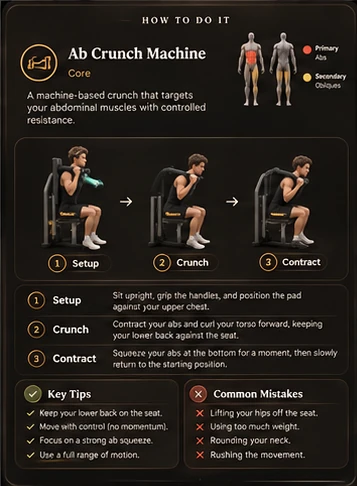 HOW TO DO IT
Ab Crunch Machine
Core
A machine-based crunch that targets
your abdominal muscles with controlled
resistance.
Primary
Abs
Secondary
Obliques
1 Setup
2 Crunch
3 Contract
1 Setup
Sit upright, grip the handles, and position the pad
against your upper chest.
2 Crunch
Contract your abs and curl your torso forward, keeping
your lower back against the seat.
3 Contract
Squeeze your abs at the bottom for a moment, then slowly
return to the starting position.
Key Tips
Keep your lower back on the seat.
Move with control (no momentum).
Focus on a strong ab squeeze.
Use a full range of motion.
Common Mistakes
Lifting your hips off the seat.
Using too much weight.
Rounding your neck.
Rushing the movement.